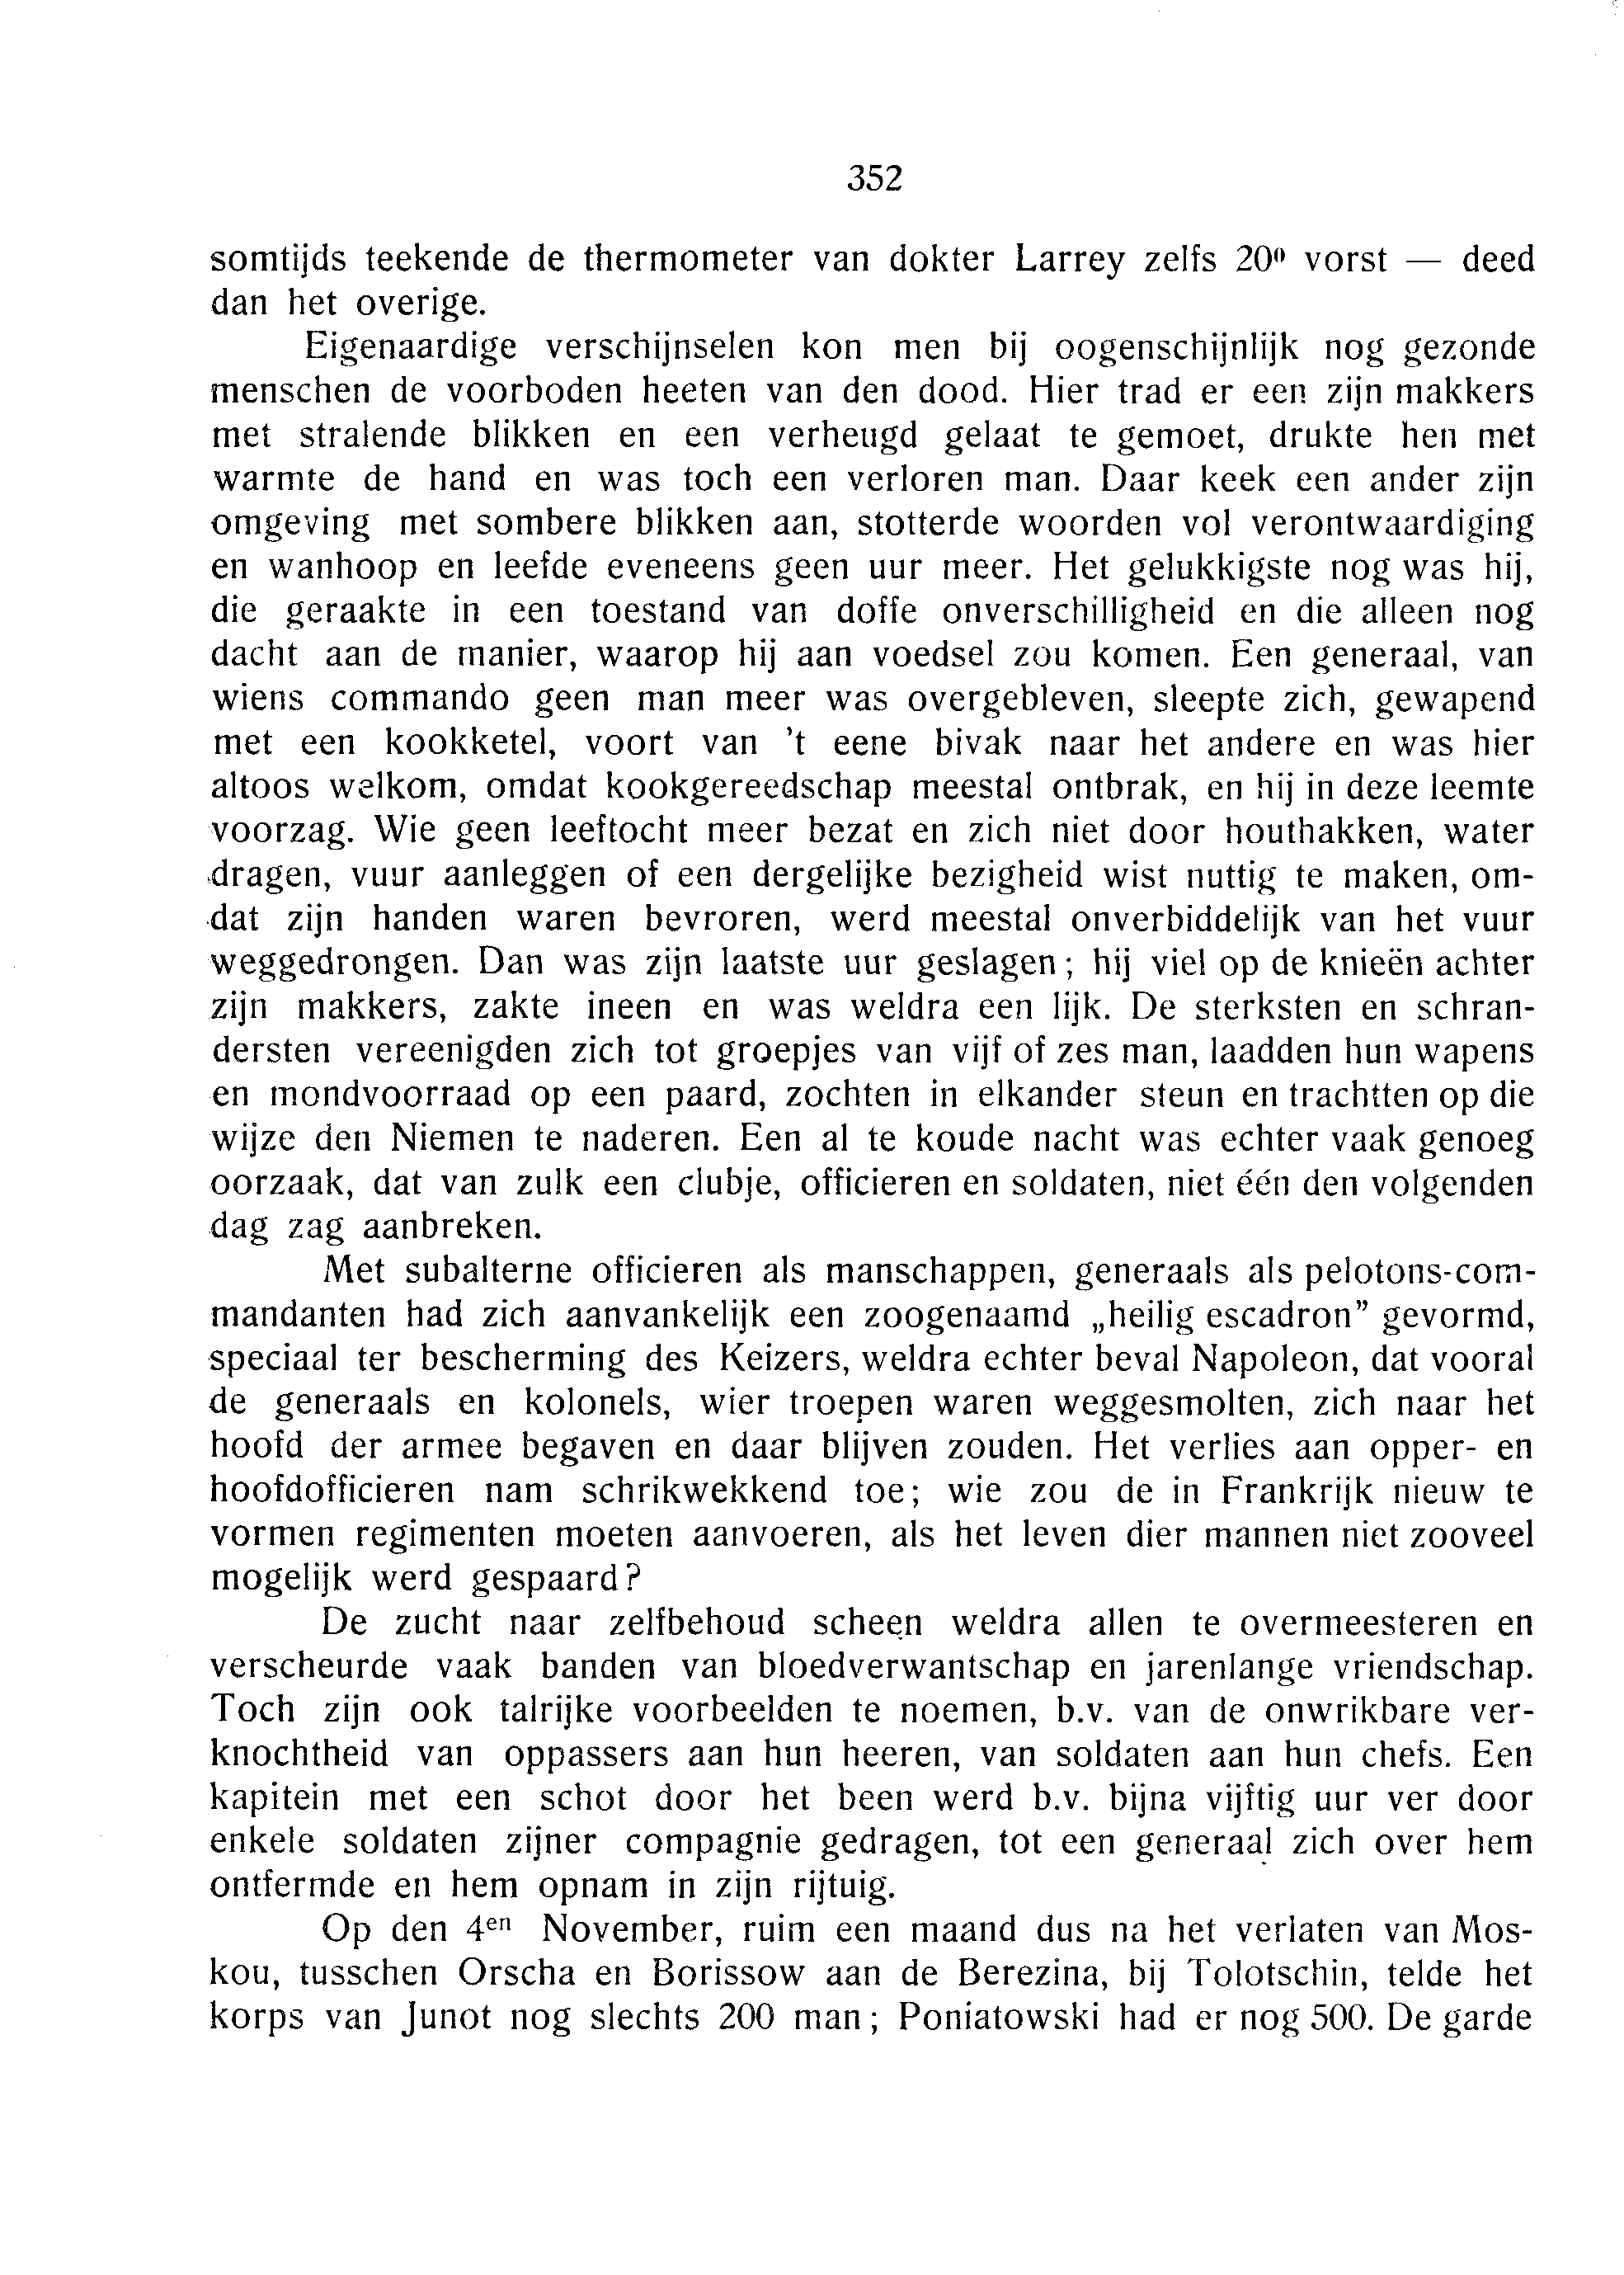 352
somtijds teekende de thermometer van dokter Larrey zelfs 20⁰ vorst — deed
dan het overige.
Eigenaardige verschijnselen kon men bij oogenschijnlijk nog gezonde
menschen de voorboden heeten van den dood. Hier trad er een zijn makkers
met stralende blikken en een verheugd gelaat te gemoet, drukte hen met
warmte de hand en was toch een verloren man. Daar keek een ander zijn
omgeving met sombere blikken aan, stotterde woorden vol verontwaardiging
en wanhoop en leefde eveneens geen uur meer. Het gelukkigste nog was hij,
die geraakte in een toestand van doffe onverschilligheid en die alleen nog
dacht aan de manier, waarop hij aan voedsel zou komen. Een generaal, van
wiens commando geen man meer was overgebleven, sleepte zich, gewapend
met een kookketel, voort van 't eene bivak naar het andere en was hier
altoos welkom, omdat kookgereedschap meestal ontbrak, en hij in deze leemte
voorzag. Wie geen leeftocht meer bezat en zich niet door houthakken, water
dragen, vuur aanleggen of een dergelijke bezigheid wist nuttig te maken, om-
dat zijn handen waren bevroren, werd meestal onverbiddelijk van het vuur
weggedrongen. Dan was zijn laatste uur geslagen; hij viel op de knieën achter
zijn makkers, zakte ineen en was weldra een lijk. De sterksten en schran-
dersten vereenigden zich tot groepjes van vijf of zes man, laadden hun wapens
en mondvoorraad op een paard, zochten in elkander steun en trachtten op die
wijze den Niemen te naderen. Een al te koude nacht was echter vaak genoeg
oorzaak, dat van zulk een clubje, officieren en soldaten, niet één den volgenden
dag zag aanbreken.
Met subalterne officieren als manschappen, generaals als pelotons-com-
mandanten had zich aanvankelijk een zoogenaamd „heilig escadron” gevormd,
speciaal ter bescherming des Keizers, weldra echter beval Napoleon, dat vooral
de generaals en kolonels, wier troepen waren weggesmolten, zich naar het
hoofd der armee begaven en daar blijven zouden. Het verlies aan opper- en
hoofdofficieren nam schrikwekkend toe; wie zou de in Frankrijk nieuw te
vormen regimenten moeten aanvoeren, als het leven dier mannen niet zooveel
mogelijk werd gespaard?
De zucht naar zelfbehoud scheen weldra allen te overmeesteren en
verscheurde vaak banden van bloedverwantschap en jarenlange vriendschap.
Toch zijn ook talrijke voorbeelden te noemen, b.v. van de onwrikbare ver-
knochtheid van oppassers aan hun heeren, van soldaten aan hun chefs. Een
kapitein met een schot door het been werd b.v. bijna vijftig uur ver door
enkele soldaten zijner compagnie gedragen, tot een generaal zich over hem
ontfermde en hem opnam in zijn rijtuig.
Op den 4en November, ruim een maand dus na het verlaten van Mos-
kou, tusschen Orscha en Borissow aan de Berezina, bij Tolotschin, telde het
korps van Junot nog slechts 200 man; Poniatowski had er nog 500. De garde